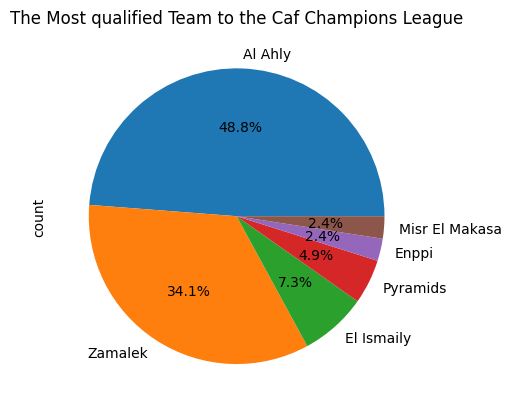 The Most qualified Team to the Caf Champions League
Al Ahly
48.8%
count
Zamalek
34.1%
El Ismaily
7.3%
Pyramids
4.9%
Enppi
2.4%
Misr El Makasa
2.4%